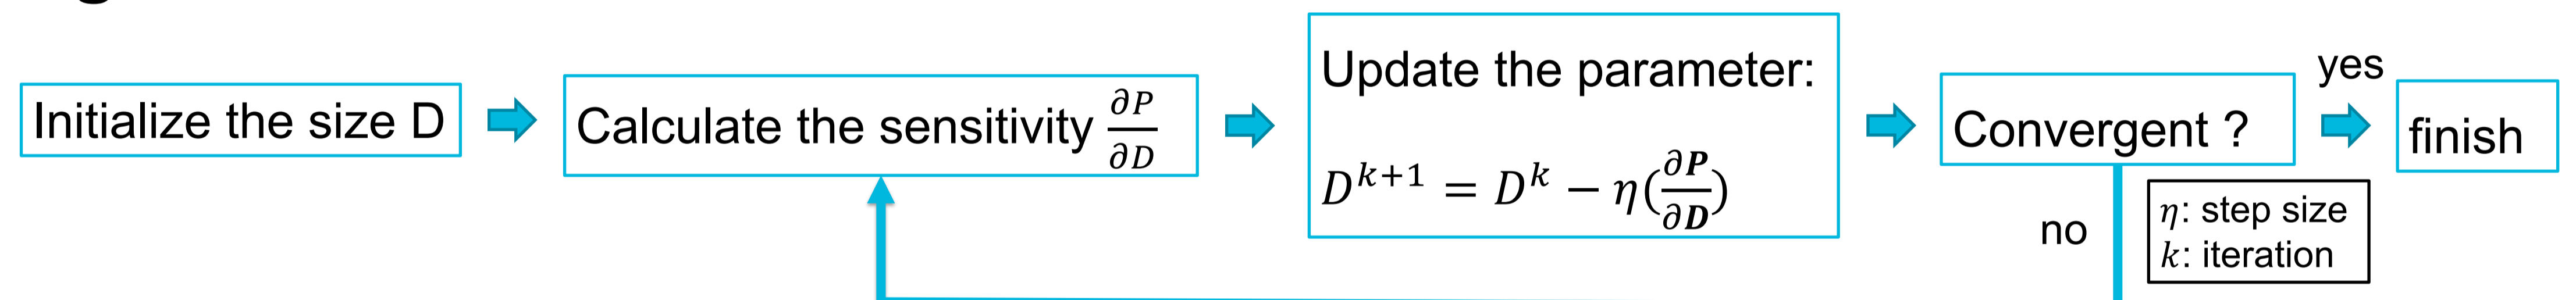 Initialize the size D
Calculate the sensitivity ∂P/∂D
Update the parameter:
D^{k+1} = D^k − η(∂P/∂D)
Convergent ?
yes
finish
no
η: step size
k: iteration